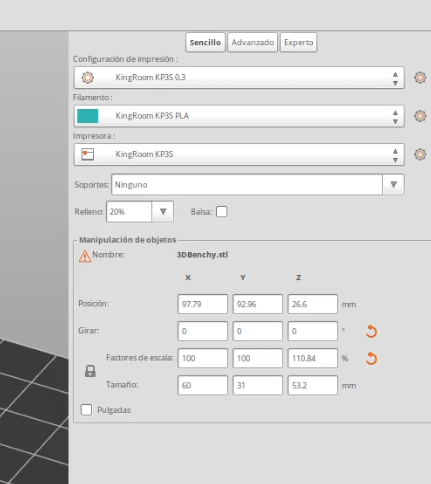 Sencillo Avanzado Experto
Configuración de impresión :
KingRoom KP3S 0.3
Filamento :
KingRoom KP3S PLA
Impresora :
KingRoom KP3S
Soportes: Ninguno
Relleno: 20% Balsa:
Manipulación de objetos
Nombre: 3DBenchy.stl
X Y Z
Posición: 97.79 92.96 26.6 mm
Girar: 0 0 0 °
Factores de escala: 100 100 110.84 %
Tamaño: 60 31 53.2 mm
Pulgadas